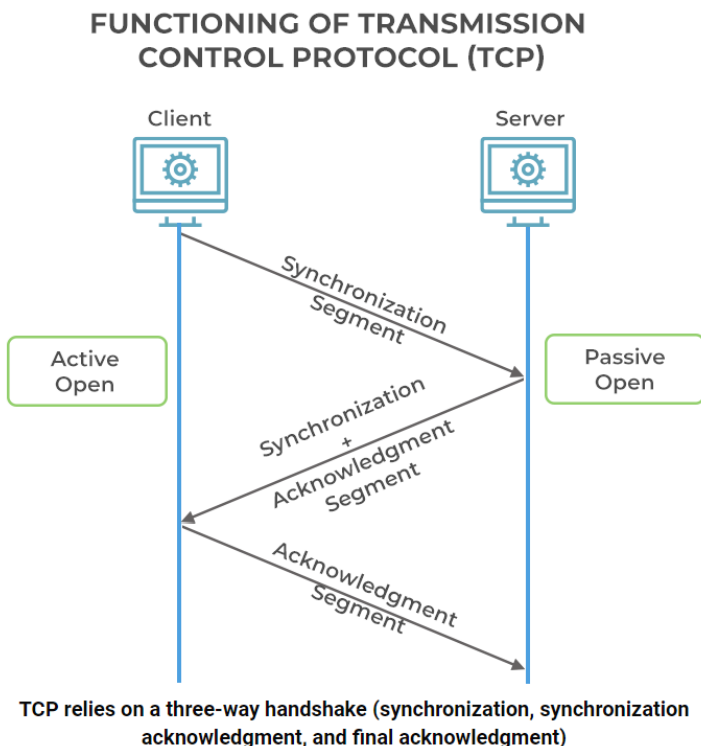 FUNCTIONING OF TRANSMISSION
CONTROL PROTOCOL (TCP)
Client
Server
Synchronization
Segment
Active
Open
Passive
Open
Synchronization
+
Acknowledgment
Segment
Acknowledgment
Segment
TCP relies on a three-way handshake (synchronization, synchronization
acknowledgment, and final acknowledgment)